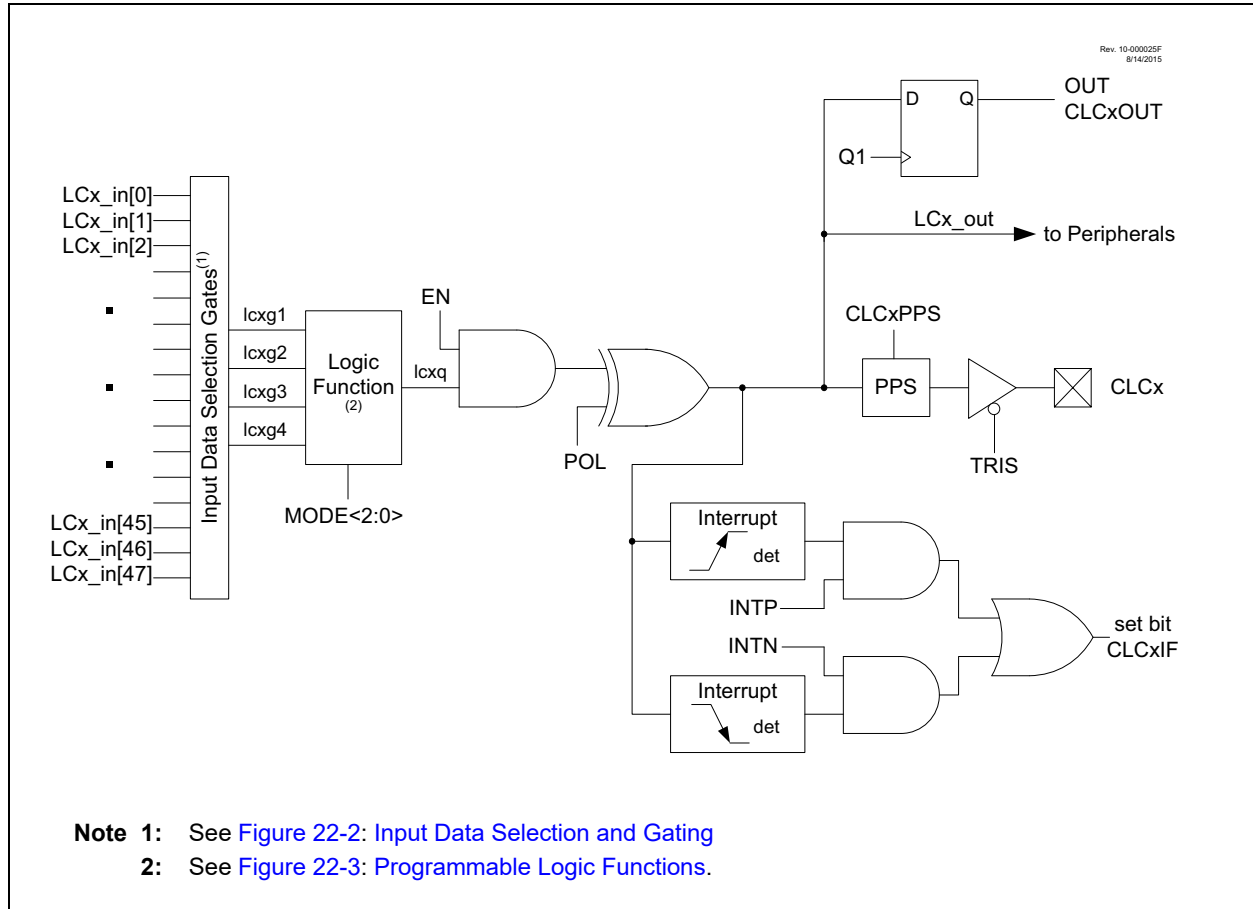 Rev. 10-000025F
8/14/2015
OUT
CLCxOUT
D Q
Q1
LCx_out
to Peripherals
LCx_in[0]
LCx_in[1]
LCx_in[2]
LCx_in[45]
LCx_in[46]
LCx_in[47]
Input Data Selection Gates(1)
lcxg1
lcxg2
lcxg3
lcxg4
Logic
Function
(2)
MODE<2:0>
lcxq
EN
POL
CLCxPPS
PPS
TRIS
CLCx
Interrupt
det
INTP
INTN
Interrupt
det
set bit
CLCxIF
Note 1: See Figure 22-2: Input Data Selection and Gating
2: See Figure 22-3: Programmable Logic Functions.